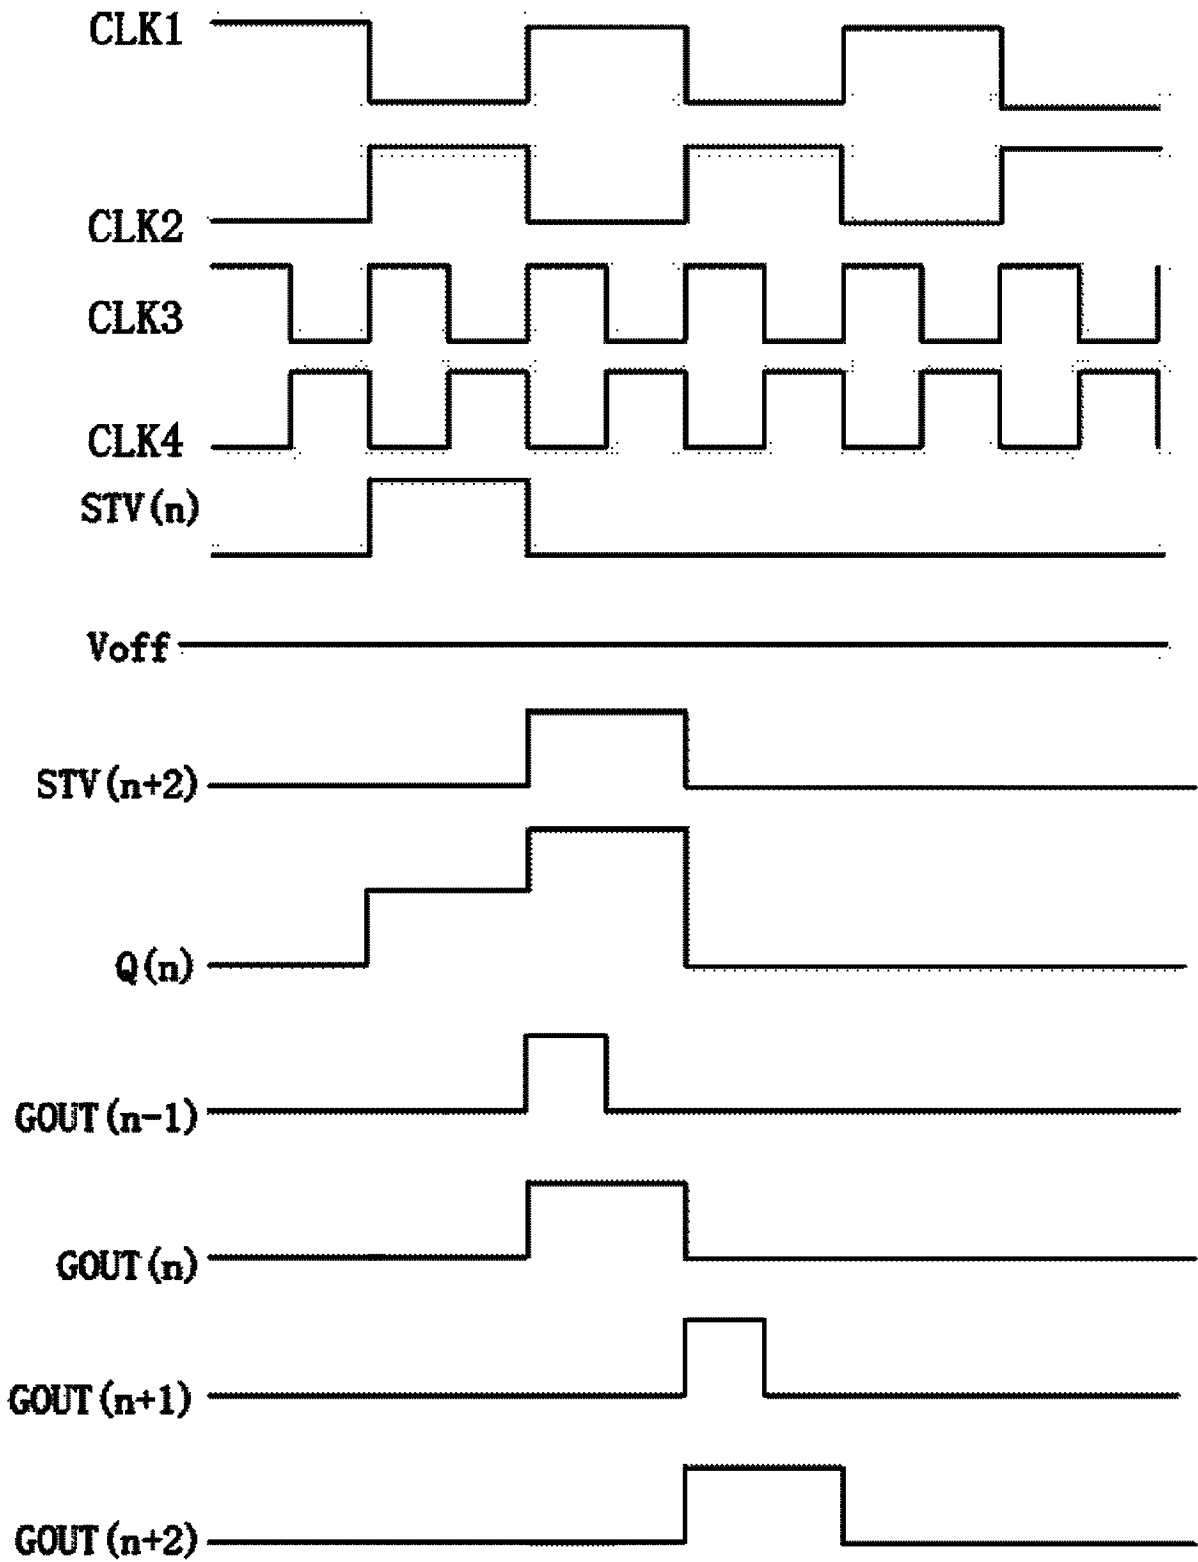 CLK1
CLK2
CLK3
CLK4
STV(n)
Voff
STV(n+2)
Q(n)
GOUT(n-1)
GOUT(n)
GOUT(n+1)
GOUT(n+2)